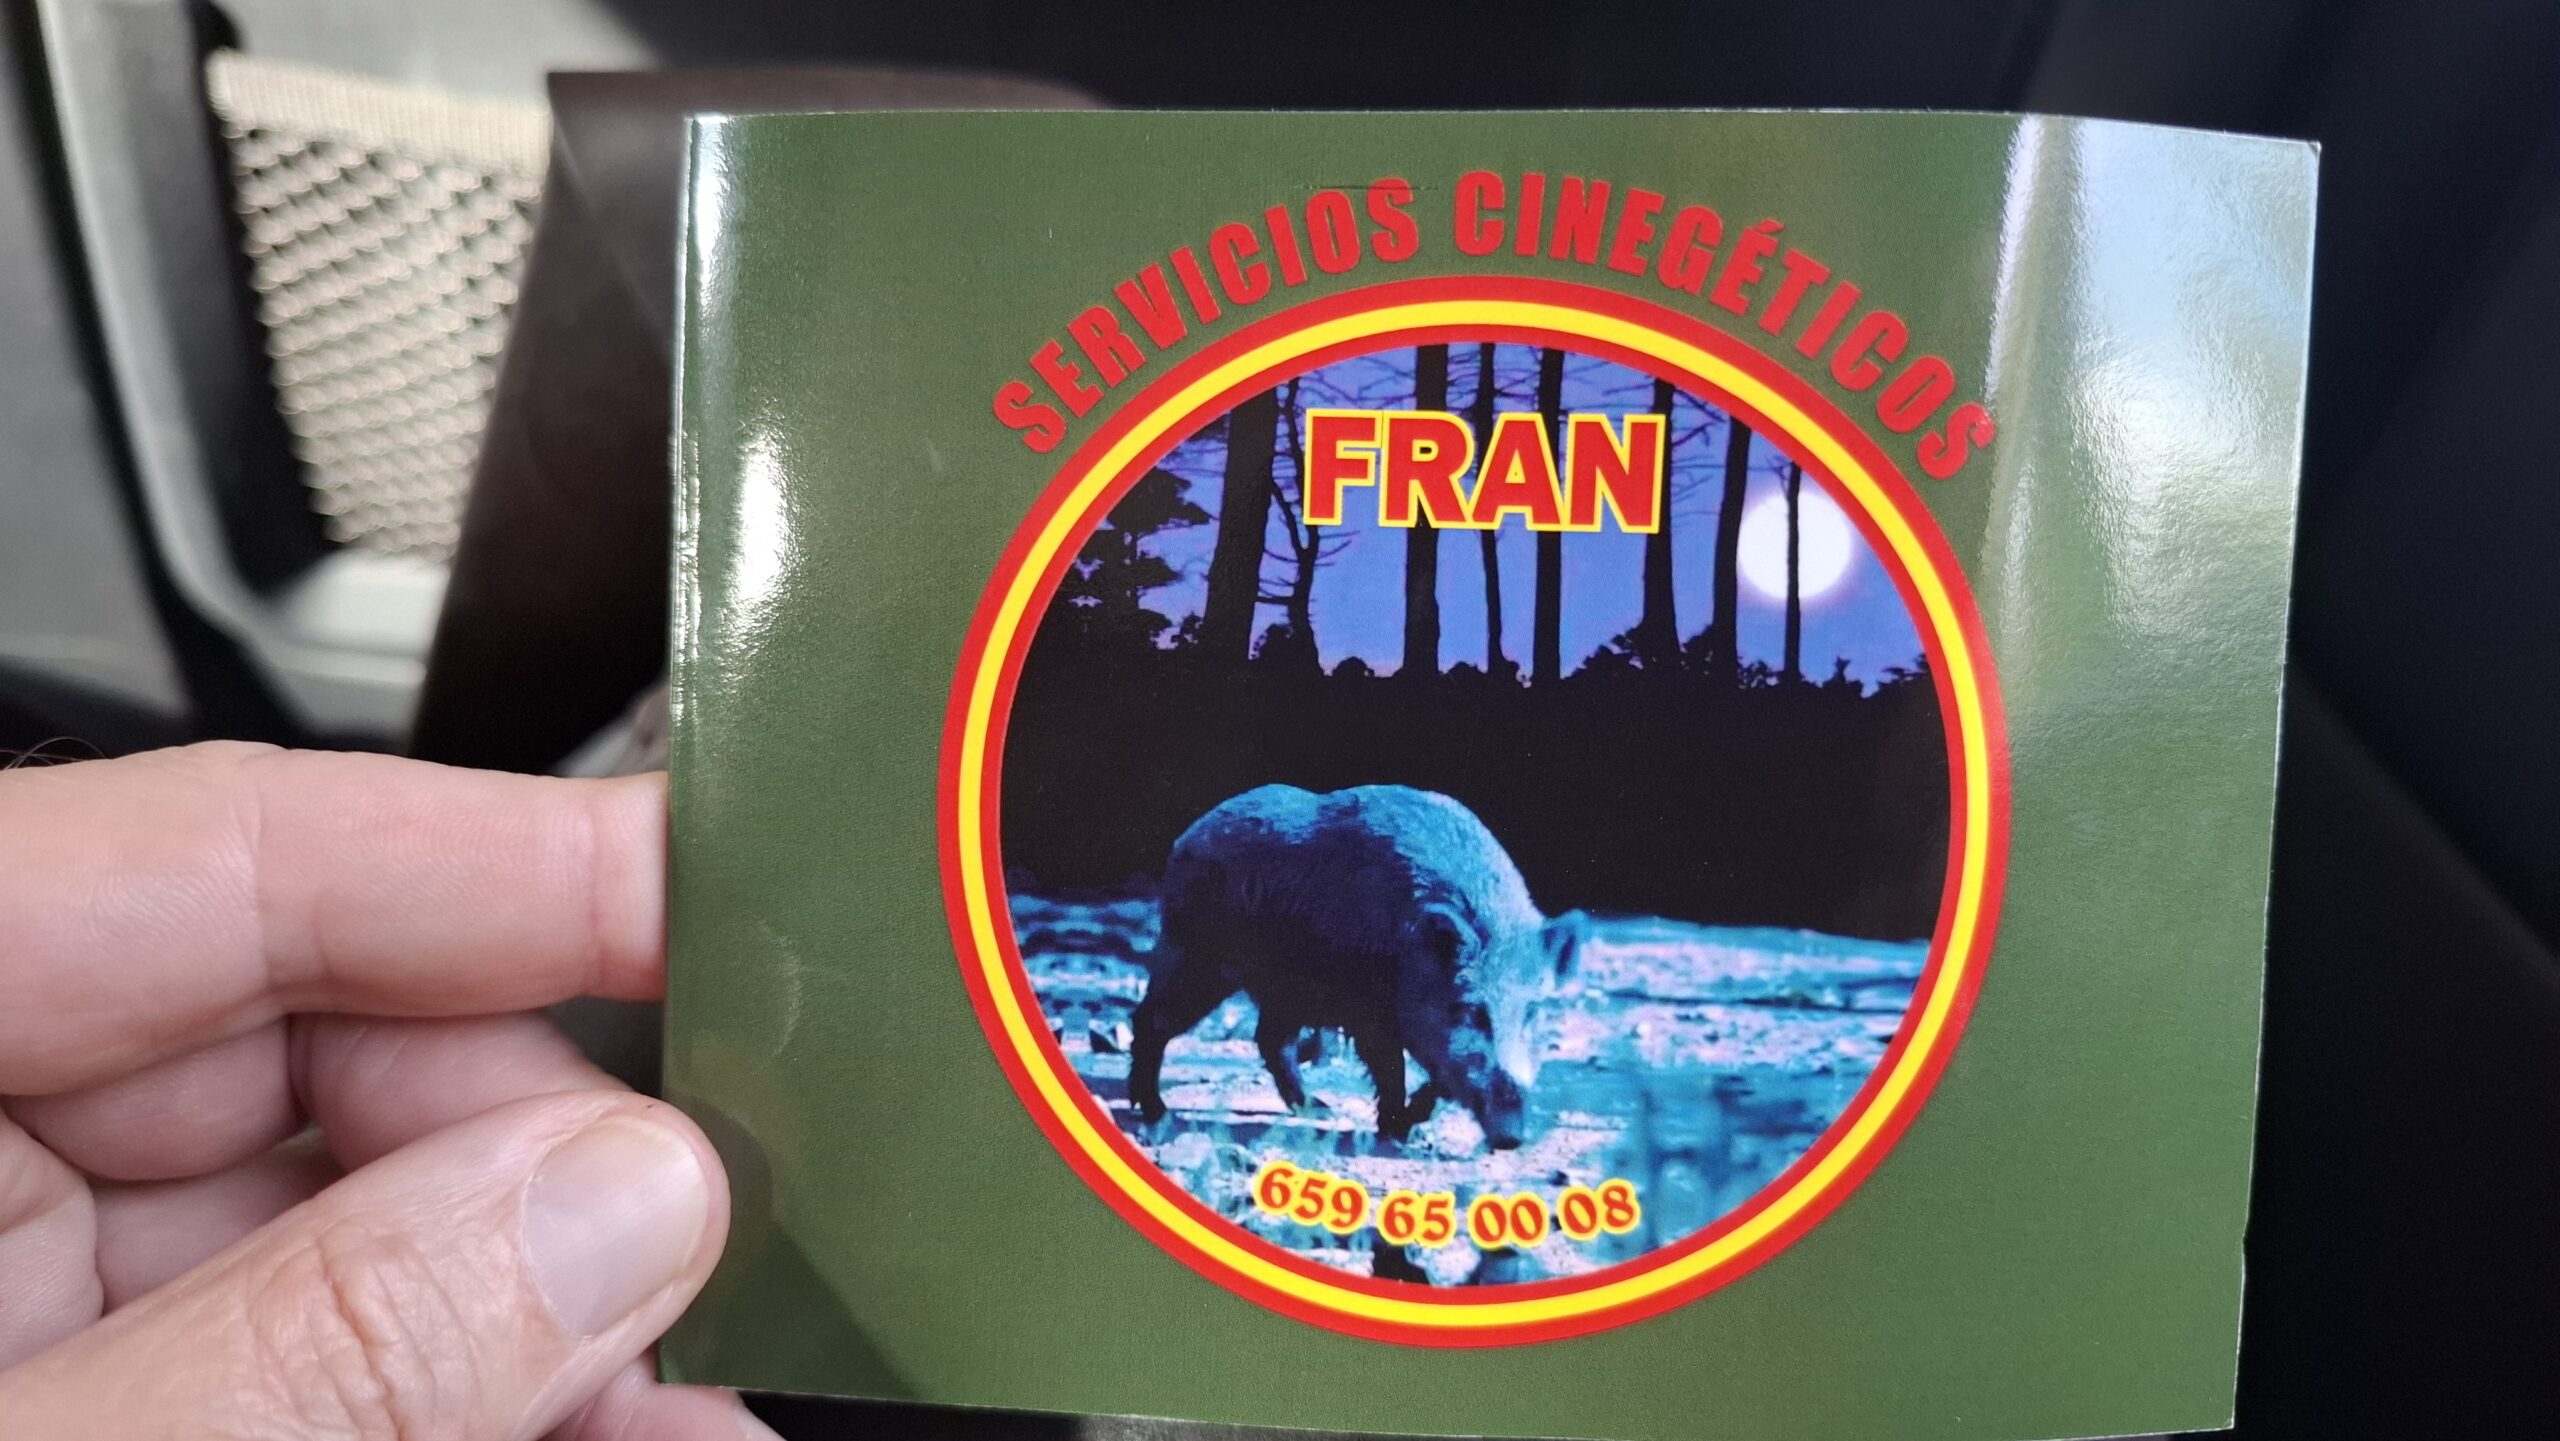 SERVICIOS CINEGÉTICOS
FRAN
659 65 00 08